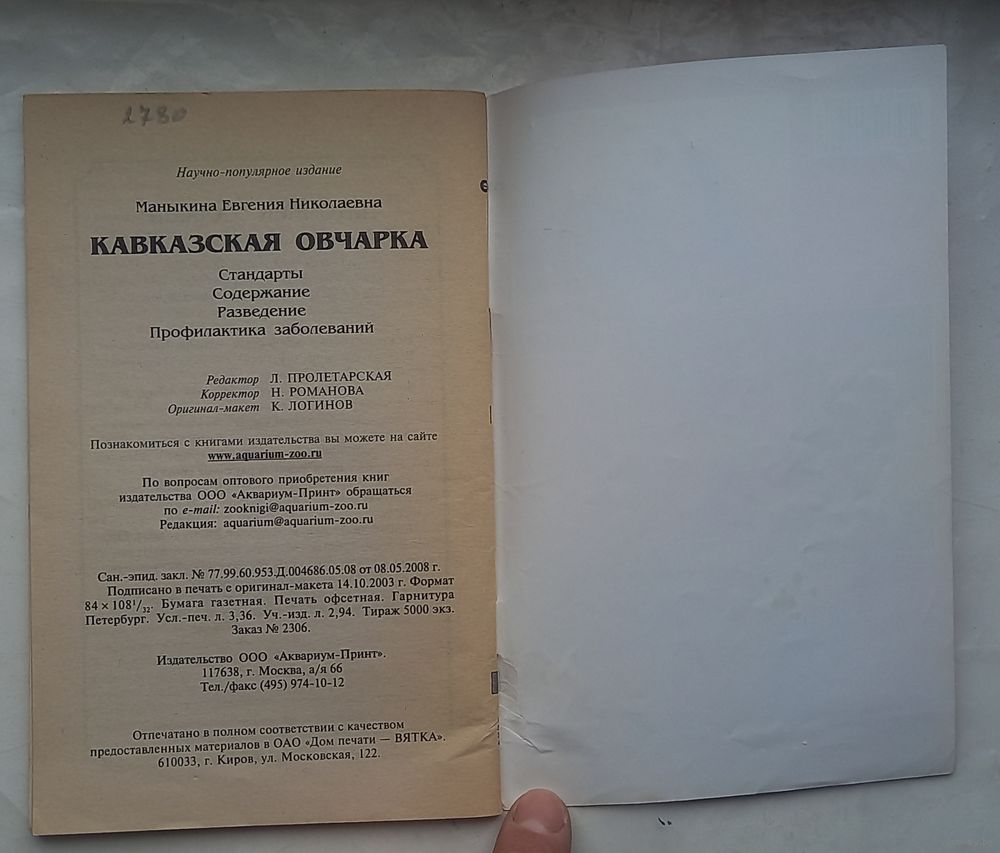 2780
Научно-популярное издание
Маныкина Евгения Николаевна
КАВКАЗСКАЯ ОВЧАРКА
Стандарты
Содержание
Разведение
Профилактика заболеваний
Редактор Л. ПРОЛЕТАРСКАЯ
Корректор Н. РОМАНОВА
Оригинал-макет К. ЛОГИНОВ
Познакомиться с книгами издательства вы можете на сайте
www.aquarium-zoo.ru
По вопросам оптового приобретения книг
издательства ООО «Аквариум-Принт» обращаться
по e-mail: zooknigi@aquarium-zoo.ru
Редакция: aquarium@aquarium-zoo.ru
Сан.-эпид. закл. № 77.99.60.953.Д.004686.05.08 от 08.05.2008 г.
Подписано в печать с оригинал-макета 14.10.2003 г. Формат
84 × 108 1/32. Бумага газетная. Печать офсетная. Гарнитура
Петербург. Усл.-печ. л. 3,36. Уч.-изд. л. 2,94. Тираж 5000 экз.
Заказ № 2306.
Издательство ООО «Аквариум-Принт».
117638, г. Москва, а/я 66
Тел./факс (495) 974-10-12
Отпечатано в полном соответствии с качеством
предоставленных материалов в ОАО «Дом печати — ВЯТКА».
610033, г. Киров, ул. Московская, 122.